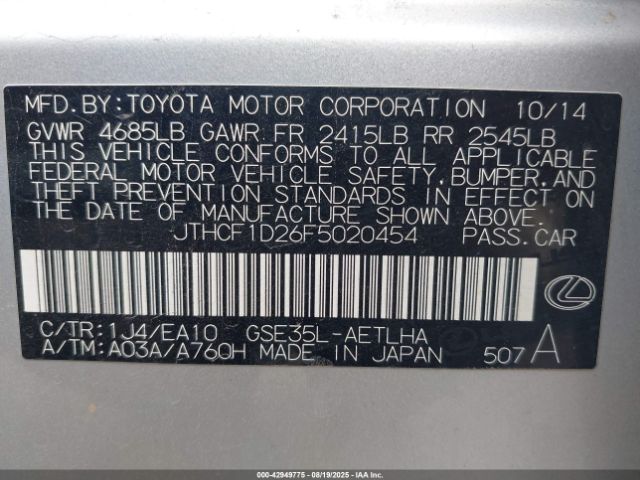 MFD.BY:TOYOTA MOTOR CORPORATION 10/14
GVWR 4685LB GAWR FR 2415LB RR 2545LB
THIS VEHICLE CONFORMS TO ALL APPLICABLE
FEDERAL MOTOR VEHICLE SAFETY,BUMPER,AND
THEFT PREVENTION STANDARDS IN EFFECT ON
THE DATE OF MANUFACTURE SHOWN ABOVE.
JTHCF1D26F5020454 PASS.CAR
C/TR:1J4/EA10 GSE35L-AETLHA
A/TM:A03A/A760H MADE IN JAPAN 507 A
000-42949775 - 08/19/2025 - IAAI.COM